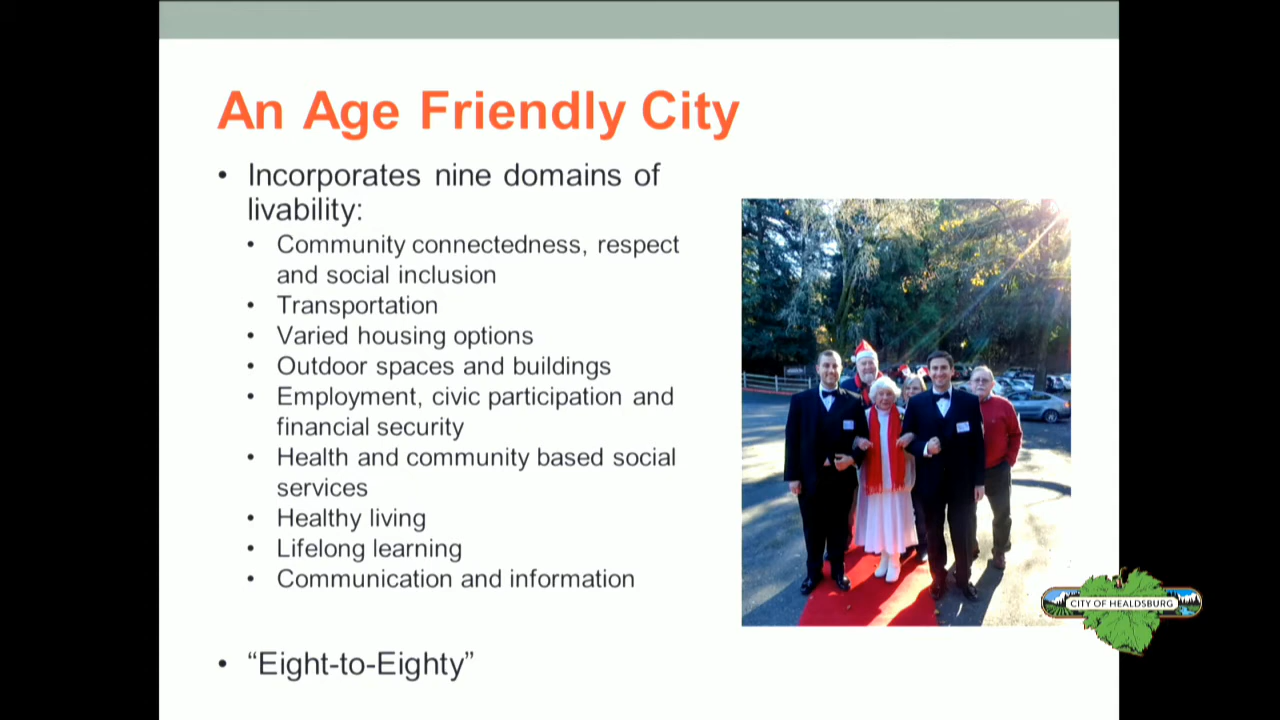 An Age Friendly City
• Incorporates nine domains of
livability:
• Community connectedness, respect
and social inclusion
• Transportation
• Varied housing options
• Outdoor spaces and buildings
• Employment, civic participation and
financial security
• Health and community based social
services
• Healthy living
• Lifelong learning
• Communication and information
CITY OF HEALDSBURG
• “Eight-to-Eighty”